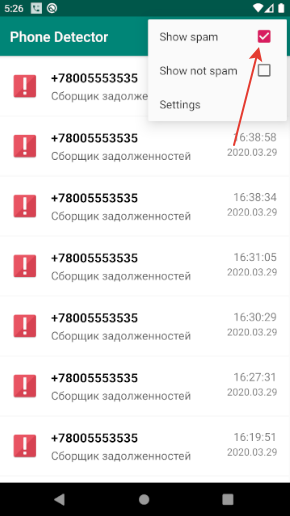 5:26
Phone Detector
Show spam
Show not spam
Settings
+78005553535
Сборщик задолжен
+78005553535
16:38:58
Сборщик задолженностей
2020.03.29
+78005553535
16:38:34
Сборщик задолженностей
2020.03.29
+78005553535
16:31:05
Сборщик задолженностей
2020.03.29
+78005553535
16:30:29
Сборщик задолженностей
2020.03.29
+78005553535
16:27:31
Сборщик задолженностей
2020.03.29
+78005553535
16:19:51
Сборщик задолженностей
2020.03.29